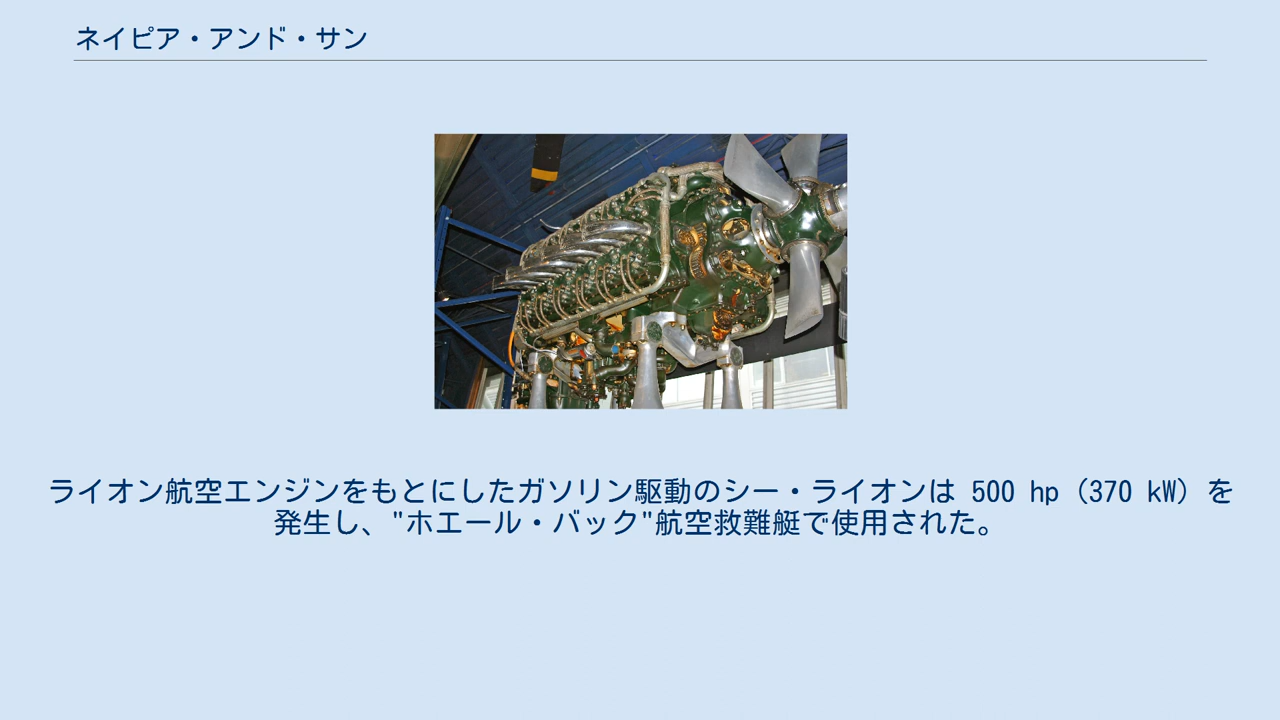 ネイピア・アンド・サン
ライオン航空エンジンをもとにしたガソリン駆動のシー・ライオンは 500 hp (370 kW) を
発生し、"ホエール・バック"航空救難艇で使用された。